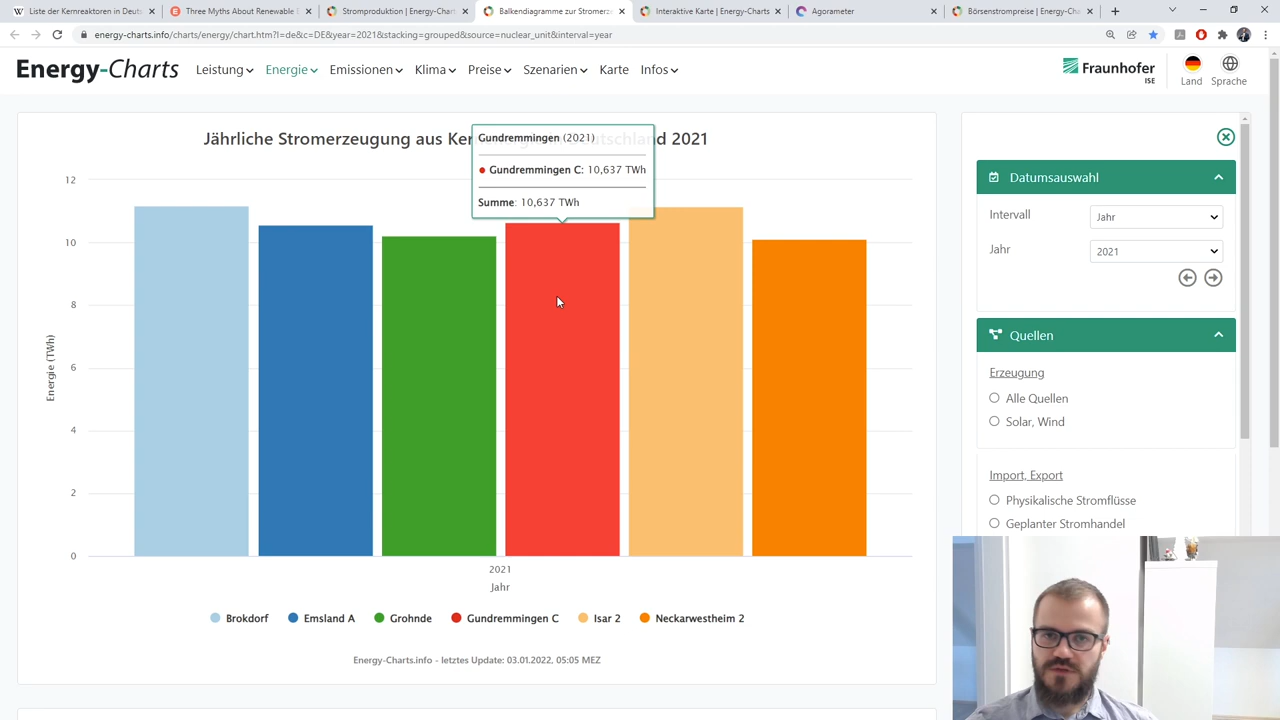 Liste der Kernreaktoren in Deuts
Three Myths About Renewable E
Stromproduktion | Energy-Chart
Balkendiagramme zur Stromerz
Interaktive Karte | Energy-Charts
Agorameter
Börsenstrompreise | Energy-Cha
energy-charts.info/charts/energy/chart.htm?l=de&c=DE&year=2021&stacking=grouped&source=nuclear_unit&interval=year
Energy-Charts
Leistung
Energie
Emissionen
Klima
Preise
Szenarien
Karte
Infos
Fraunhofer
ISE
Land
Sprache
Jährliche Stromerzeugung aus Ker
nd 2021
Gundremmingen (2021)
Gundremmingen C: 10,637 TWh
Summe: 10,637 TWh
12
10
8
6
4
2
0
Energie (TWh)
2021
Jahr
Brokdorf
Emsland A
Grohnde
Gundremmingen C
Isar 2
Neckarwestheim 2
Energy-Charts.info - letztes Update: 03.01.2022, 05:05 MEZ
Datumsauswahl
Intervall
Jahr
Jahr
2021
Quellen
Erzeugung
Alle Quellen
Solar, Wind
Import, Export
Physikalische Stromflüsse
Geplanter Stromhandel